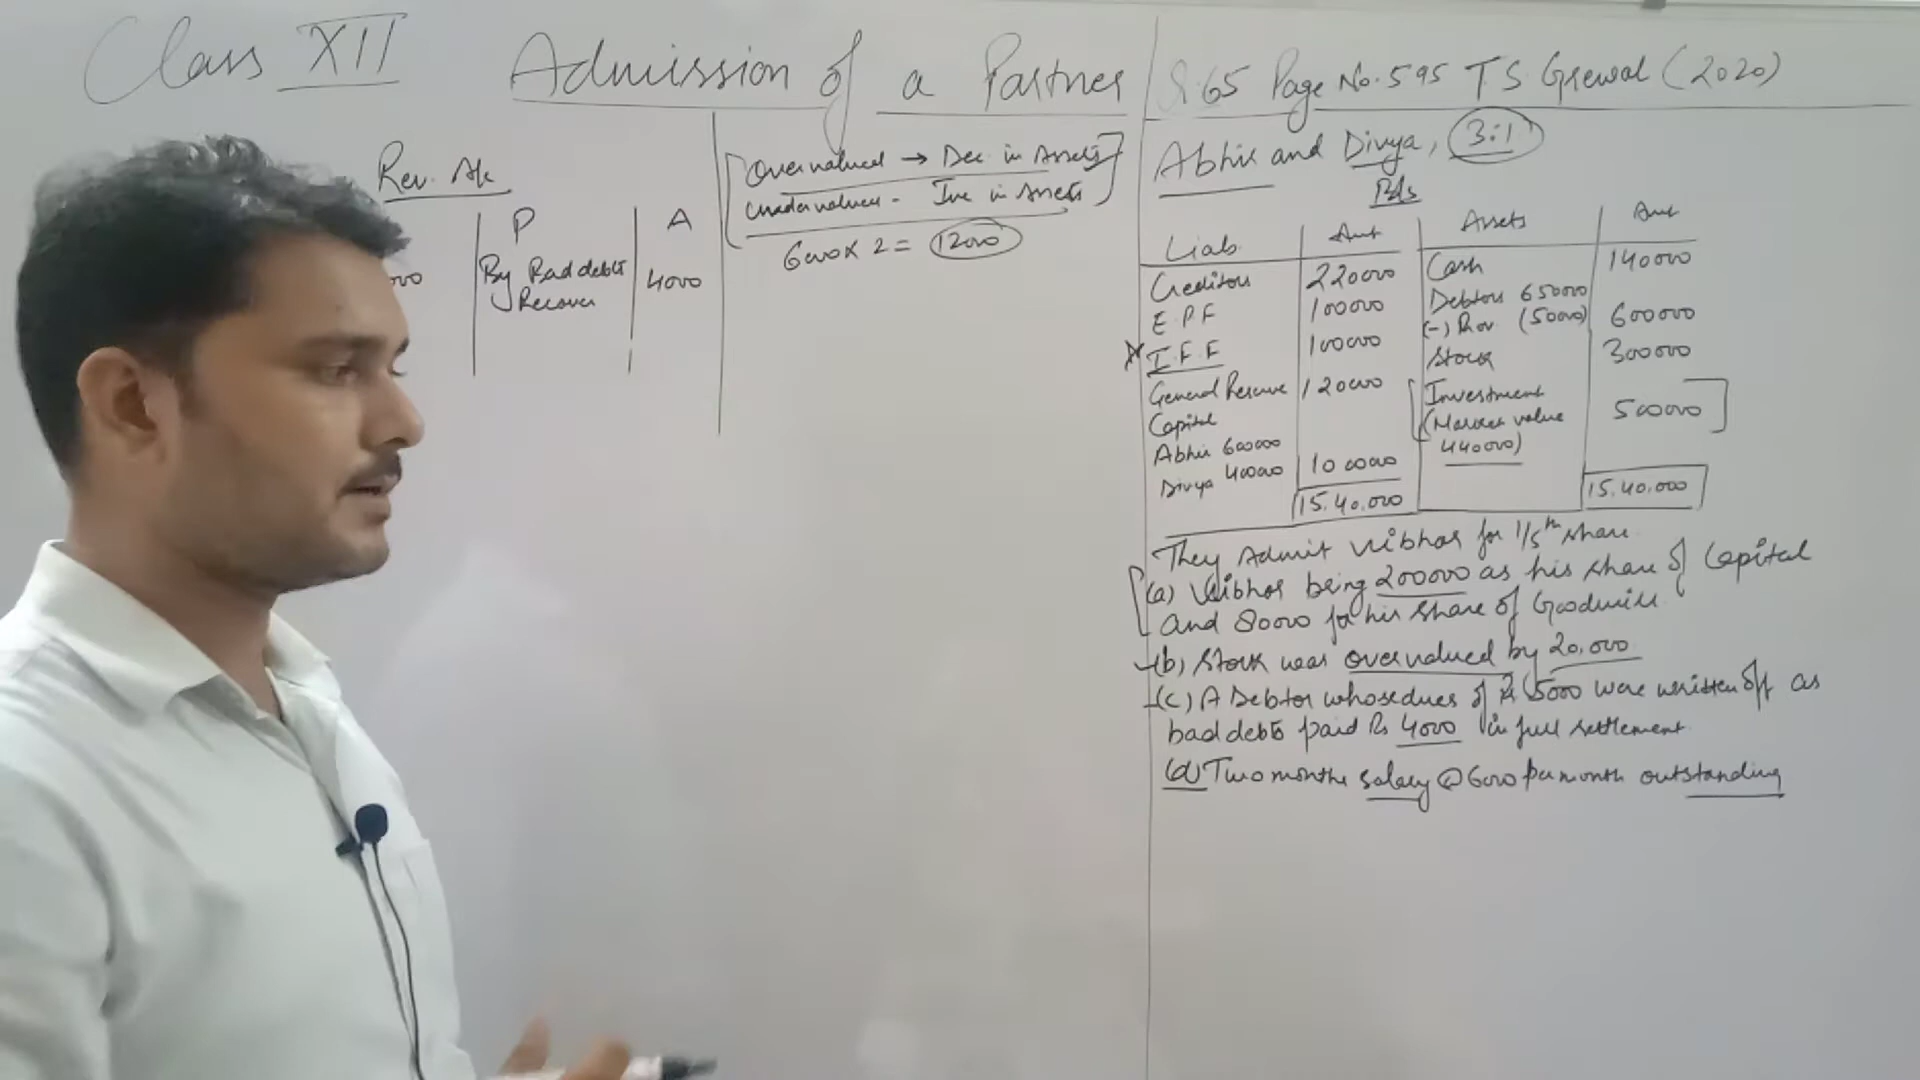 Class XII Admission of a Partner
Q.65 Page No.595 T S Grewal (2020)
Rev. A/c
P
A
000
By Bad debts
Recover
4000
Overvalued → Dec. in Assets
Undervalued - Inc in Assets
6000 x 2 = 12000
Abhir and Divya, 3:1
B/s
Liab. Amt Assets Amt
Creditors 220000 Cash 140000
E.P.F 100000 Debtors 650000
(-) Prov. (50000) 600000
I.F.F 100000 Stock 300000
General Reserve 120000 Investment
Capital (Market value 500000
Abhir 600000 440000)
Divya 400000 1000000
15,40,000 15,40,000
They Admit Vibhor for 1/5th share.
(a) Vibhor being 200000 as his share of Capital
and 80000 for his share of Goodwill.
(b) Stock was overvalued by 20,000
(c) A Debtor whose dues of 5000 were written off as
bad debts paid Rs 4000 in full settlement.
(d) Two months salary @ 6000 per month outstanding